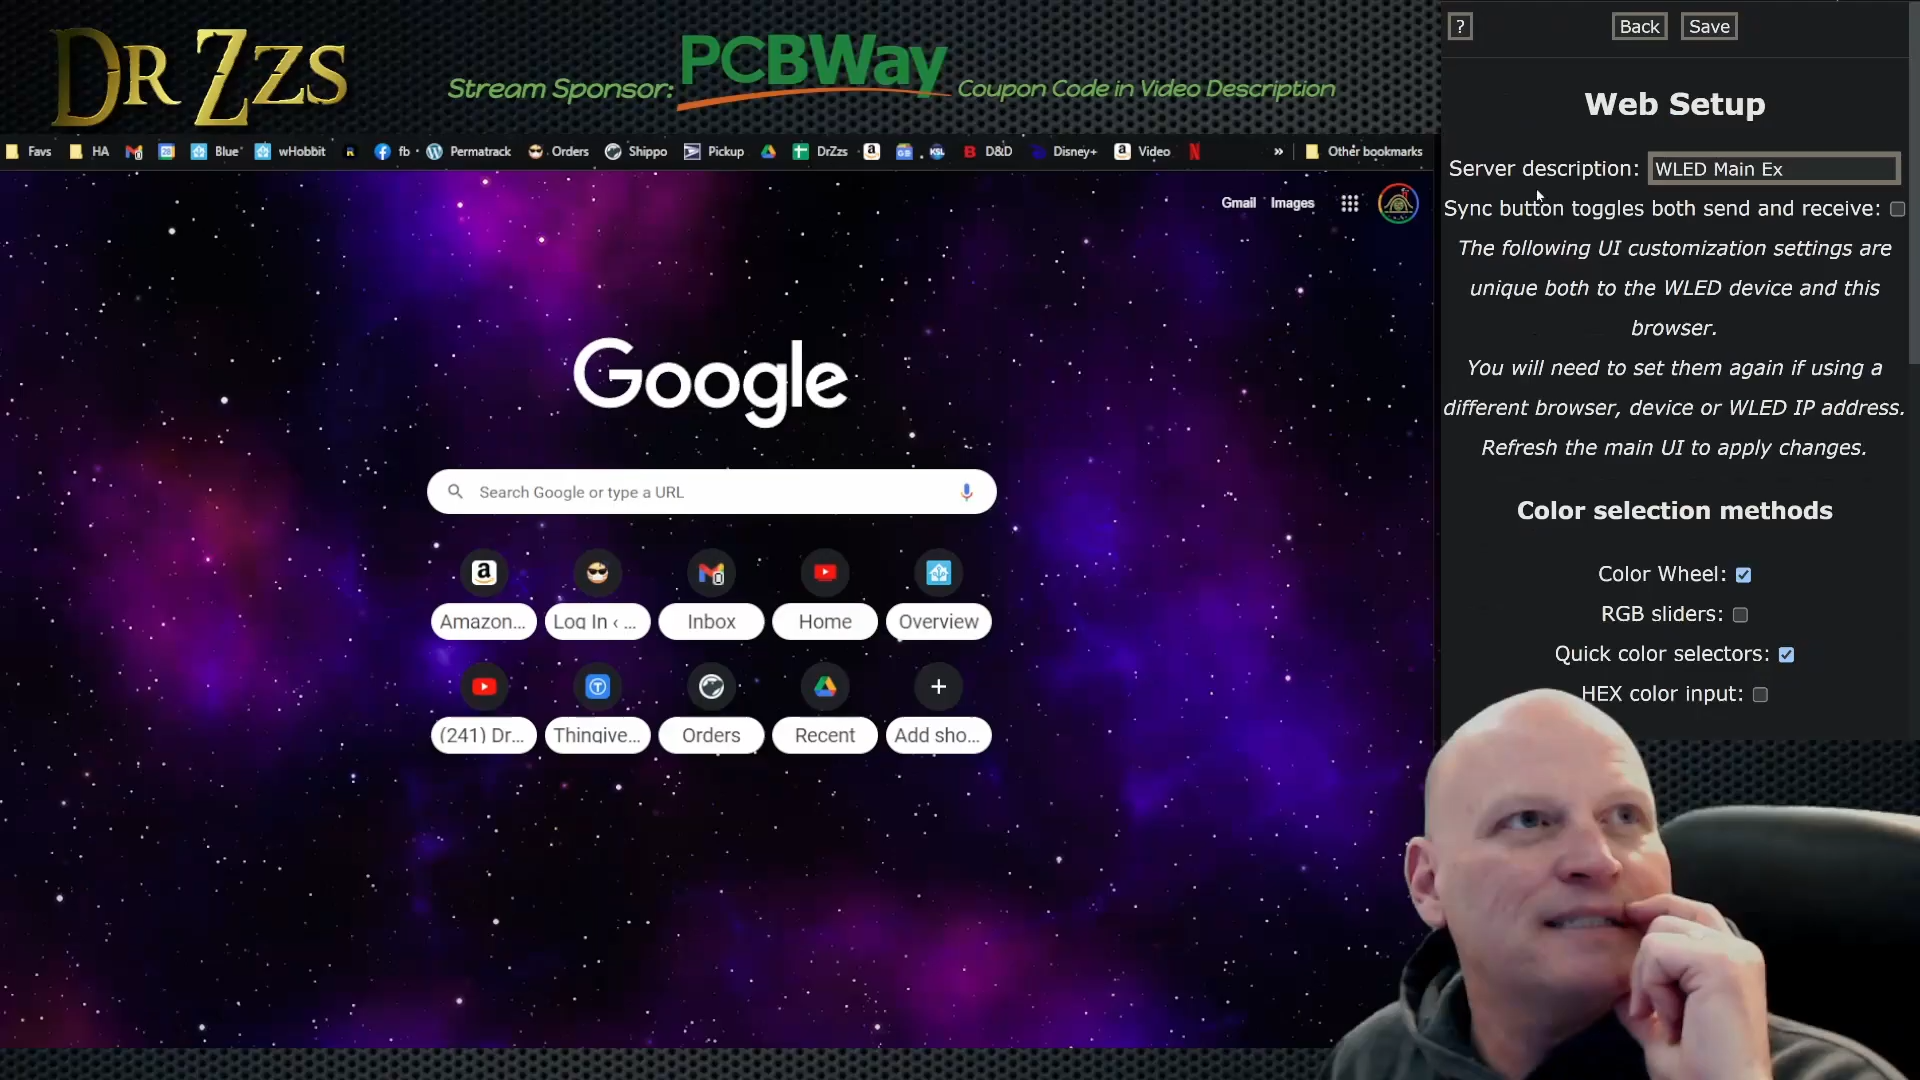 DR ZZS
Stream Sponsor: PCBWay Coupon Code in Video Description
Favs HA Blue wHobbit fb Permatrack Orders Shippo Pickup DrZzs D&D Disney+ Video » Other bookmarks
Gmail Images
Google
Search Google or type a URL
Amazon... Log In ‹ ... Inbox Home Overview
(241) Dr... Thingive... Orders Recent Add sho...
? Back Save
Web Setup
Server description: WLED Main Ex
Sync button toggles both send and receive:
The following UI customization settings are
unique both to the WLED device and this
browser.
You will need to set them again if using a
different browser, device or WLED IP address.
Refresh the main UI to apply changes.
Color selection methods
Color Wheel:
RGB sliders:
Quick color selectors:
HEX color input: